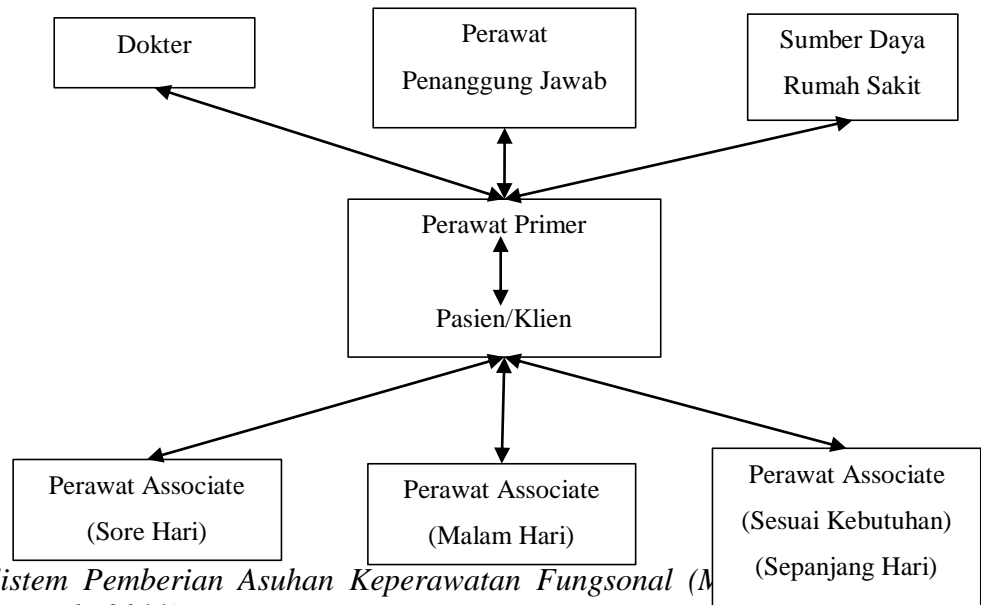 Dokter
Perawat
Penanggung Jawab
Sumber Daya
Rumah Sakit
Perawat Primer
Pasien/Klien
Perawat Associate
(Sore Hari)
Perawat Associate
(Malam Hari)
Perawat Associate
(Sesuai Kebutuhan)
(Sepanjang Hari)
Pemberian Asuhan Keperawatan Fungsonal